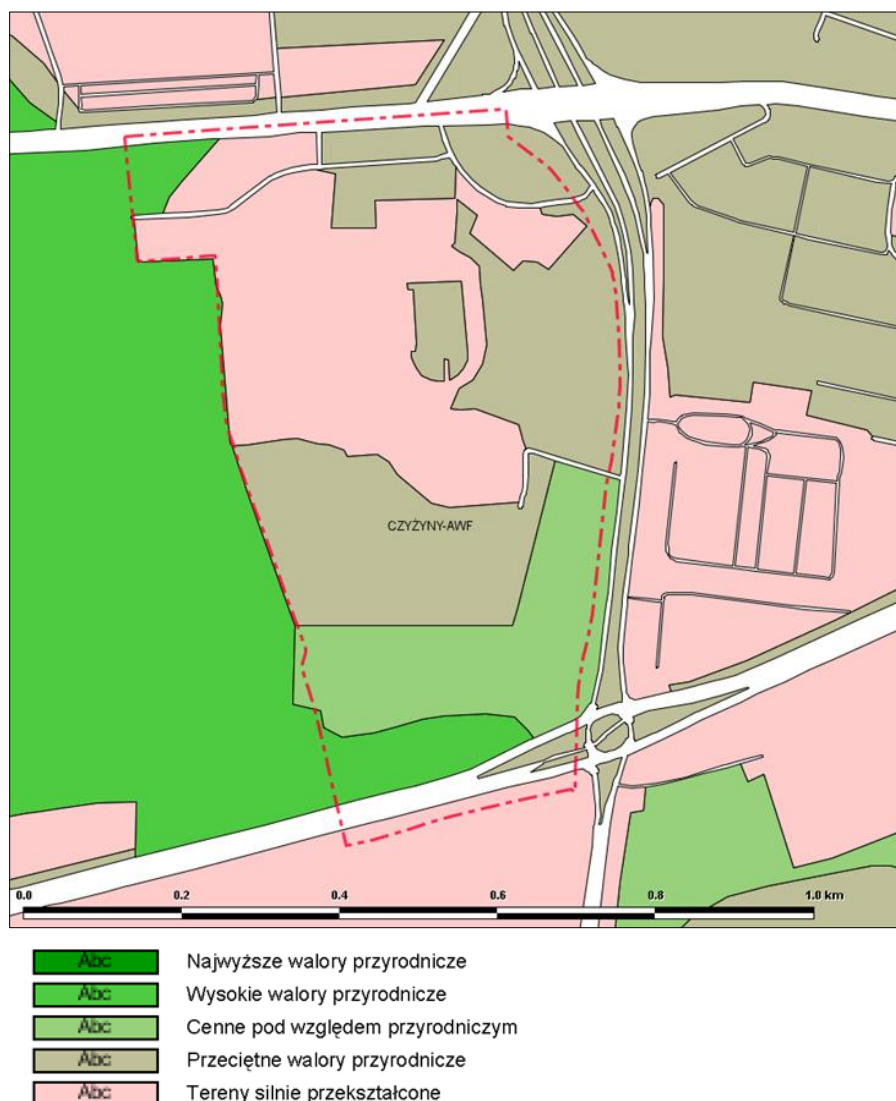 CZYŻYNY-AWF
0.0 0.2 0.4 0.6 0.8 1.0 km
Abc Najwyższe walory przyrodnicze
Abc Wysokie walory przyrodnicze
Abc Cenne pod względem przyrodniczym
Abc Przeciętne walory przyrodnicze
Abc Tereny silnie przekształcone